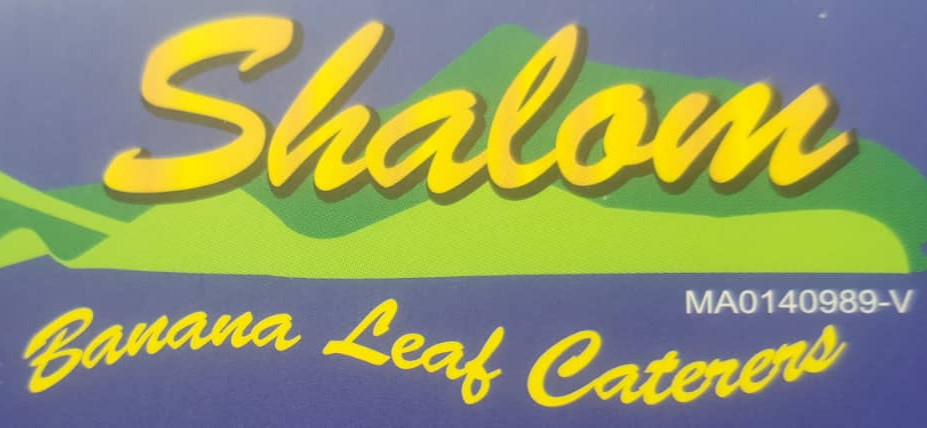 Shalom
MA0140989-V
Banana Leaf Caterers